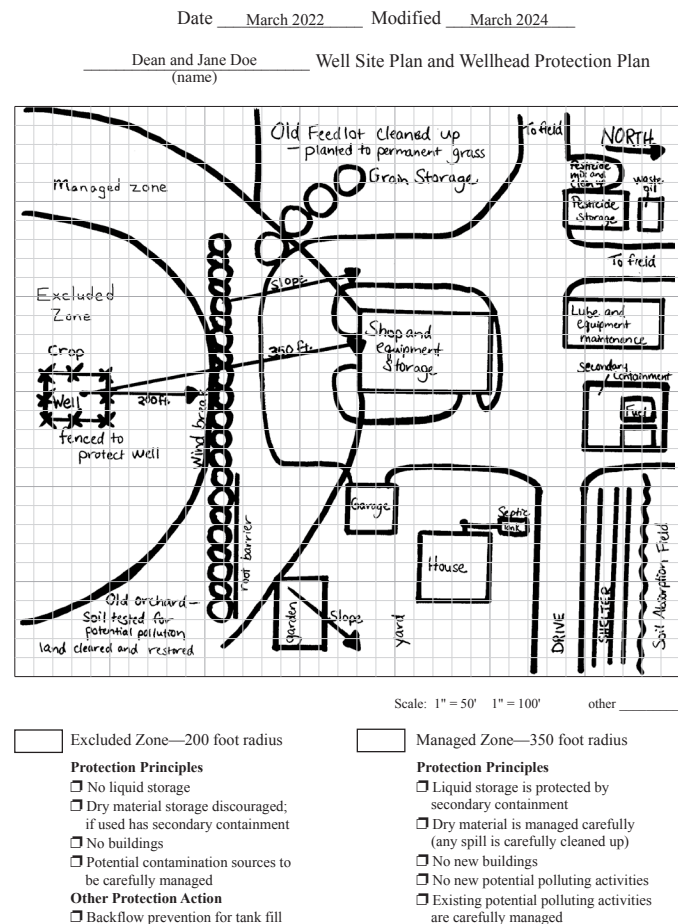 Date March 2022 Modified March 2024
Dean and Jane Doe Well Site Plan and Wellhead Protection Plan
(name)
Old Feedlot cleaned up
– planted to permanent grass
To field
NORTH
Managed zone
Grain Storage
Pesticide
mix and
clean up
waste
oil
Pesticide
Storage
To field
Slope
Excluded
Zone
Lube and
equipment
maintenance
Shop and
equipment
Storage
350 ft.
Crop
Secondary
Containment
Well
200ft.
Fuel
fenced to
protect well
Wind break
Garage
Septic
tank
root barrier
House
Old orchard –
Soil tested for
potential pollution
land cleared and restored
garden
Slope
yard
DRIVE
SHELTER
Soil Absorption Field
Scale: 1" = 50' 1" = 100' other
Excluded Zone—200 foot radius
Protection Principles
❒ No liquid storage
❒ Dry material storage discouraged;
if used has secondary containment
❒ No buildings
❒ Potential contamination sources to
be carefully managed
Other Protection Action
❒ Backflow prevention for tank fill
Managed Zone—350 foot radius
Protection Principles
❒ Liquid storage is protected by
secondary containment
❒ Dry material is managed carefully
(any spill is carefully cleaned up)
❒ No new buildings
❒ No new potential polluting activities
❒ Existing potential polluting activities
are carefully managed